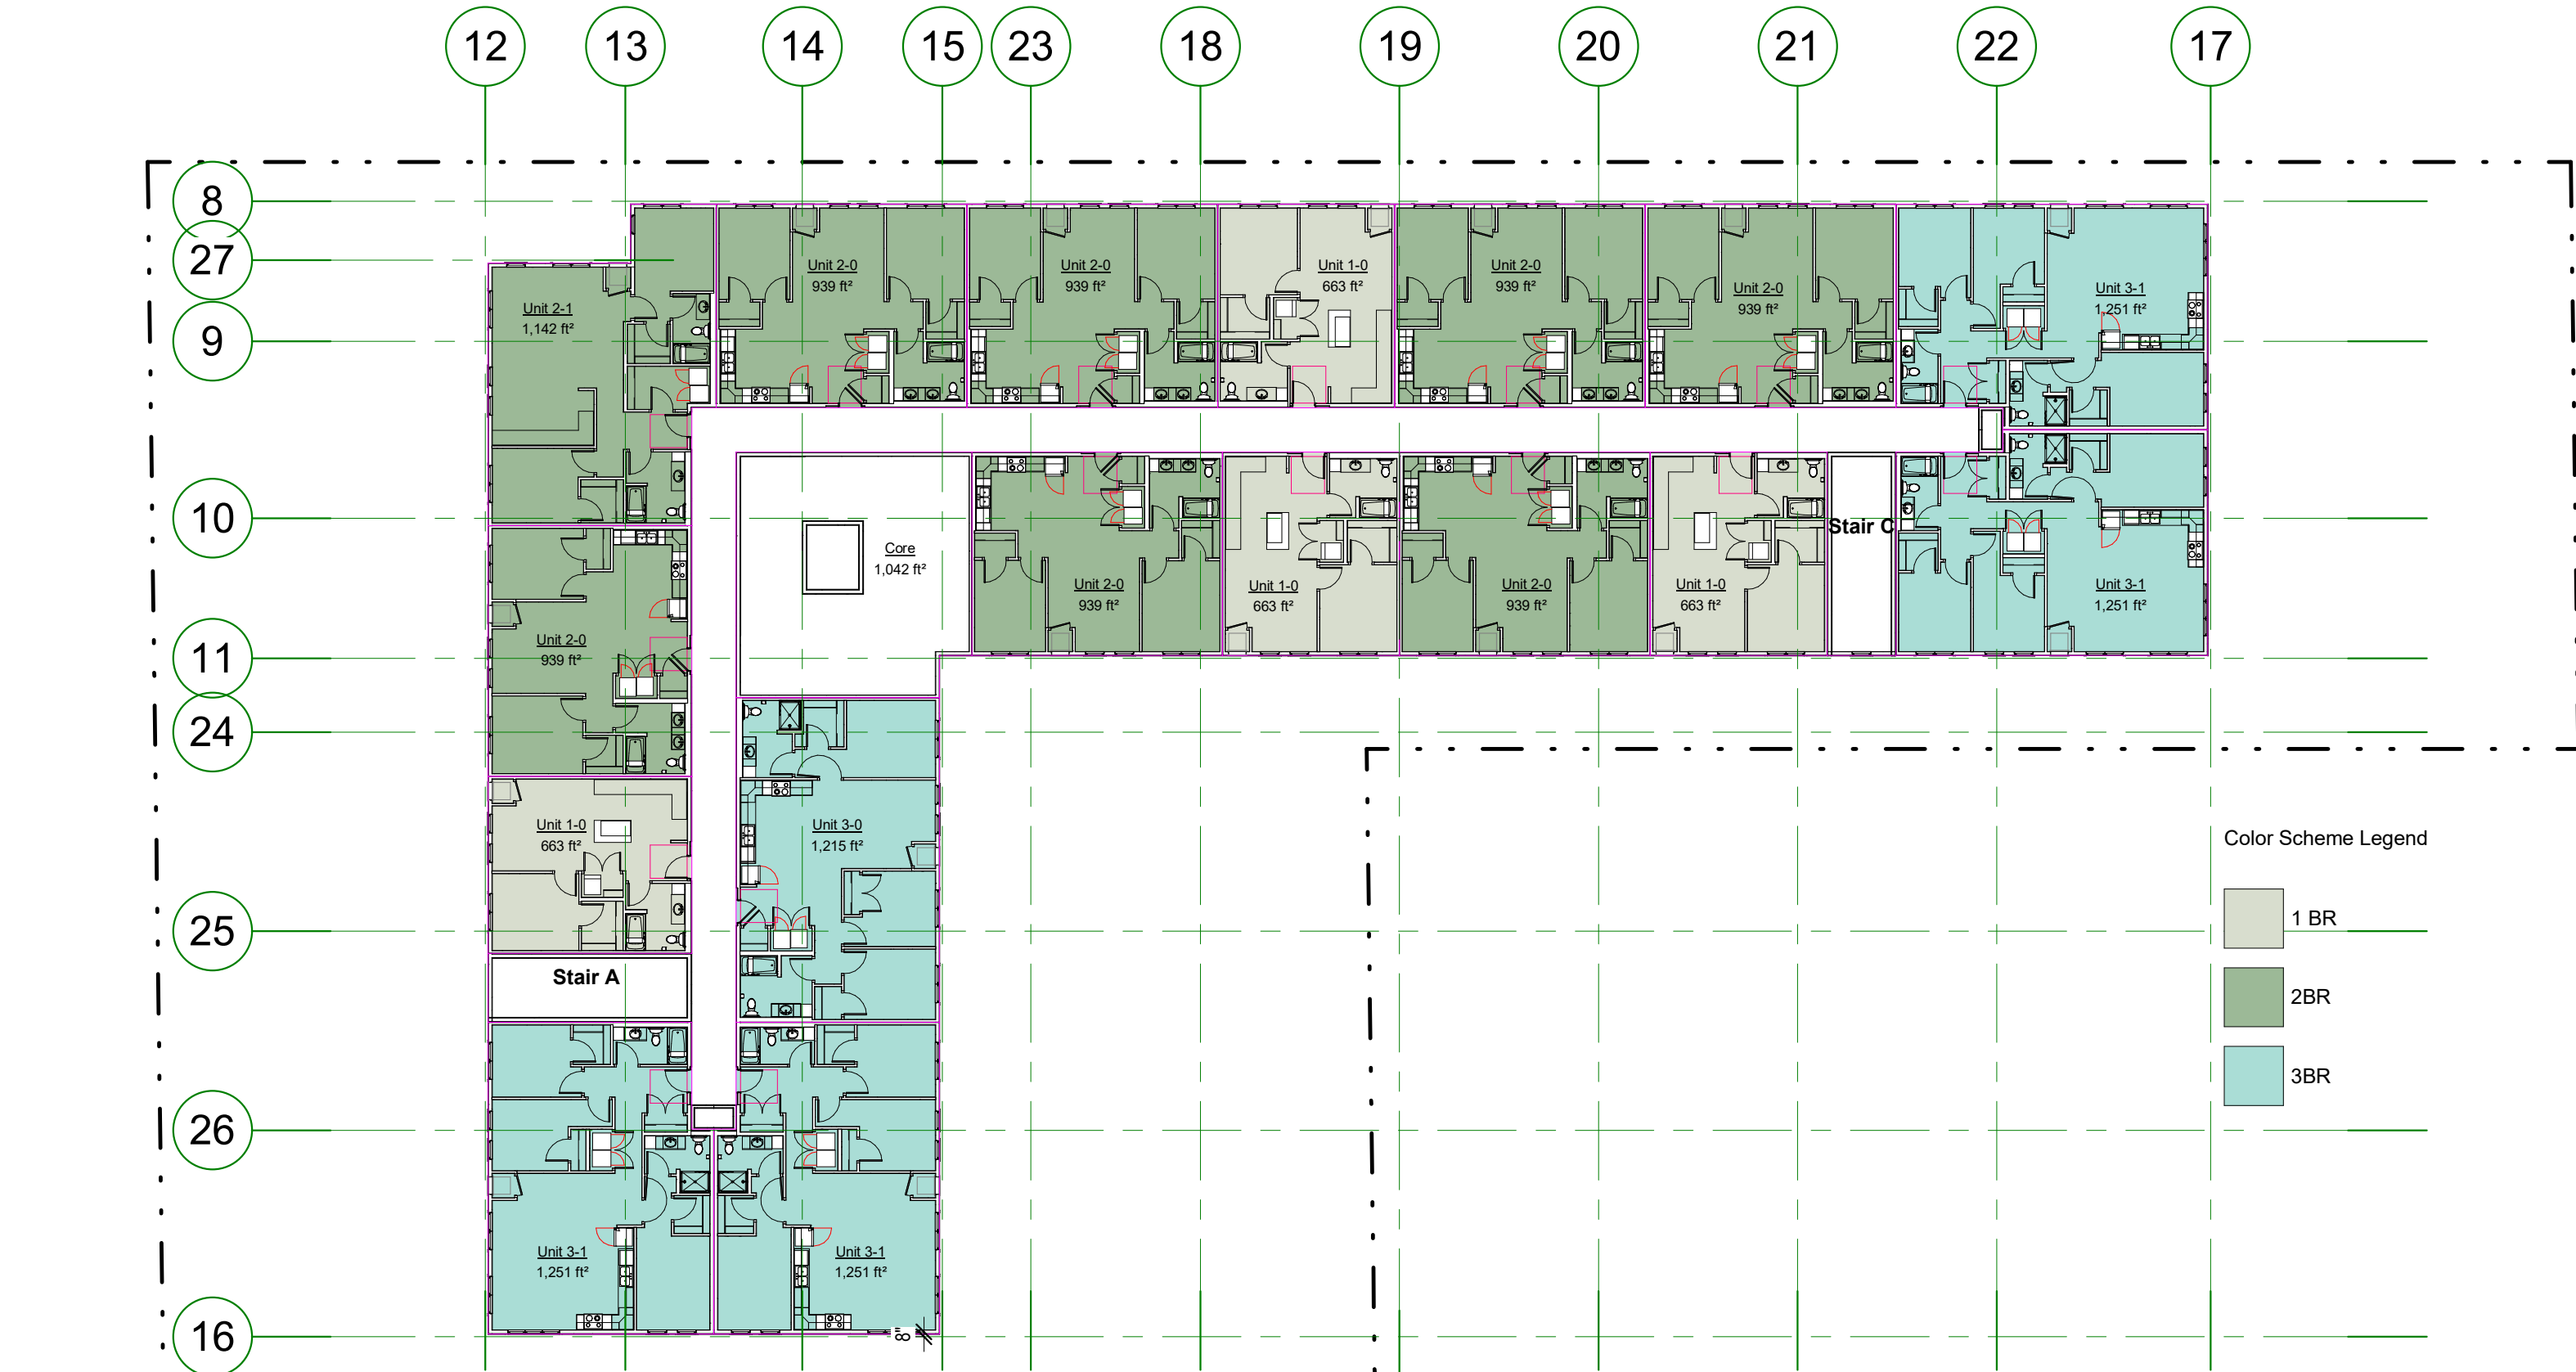 12
13
14
15
23
18
19
20
21
22
17
8
27
9
10
11
24
25
26
16
Unit 2-1
1,142 ft²
Unit 2-0
939 ft²
Unit 2-0
939 ft²
Unit 1-0
663 ft²
Unit 2-0
939 ft²
Unit 2-0
939 ft²
Unit 3-1
1,251 ft²
Core
1,042 ft²
Unit 2-0
939 ft²
Unit 1-0
663 ft²
Unit 2-0
939 ft²
Unit 1-0
663 ft²
Stair C
Unit 3-1
1,251 ft²
Unit 2-0
939 ft²
Unit 1-0
663 ft²
Unit 3-0
1,215 ft²
Stair A
Unit 3-1
1,251 ft²
Unit 3-1
1,251 ft²
8"
Color Scheme Legend
1 BR
2BR
3BR